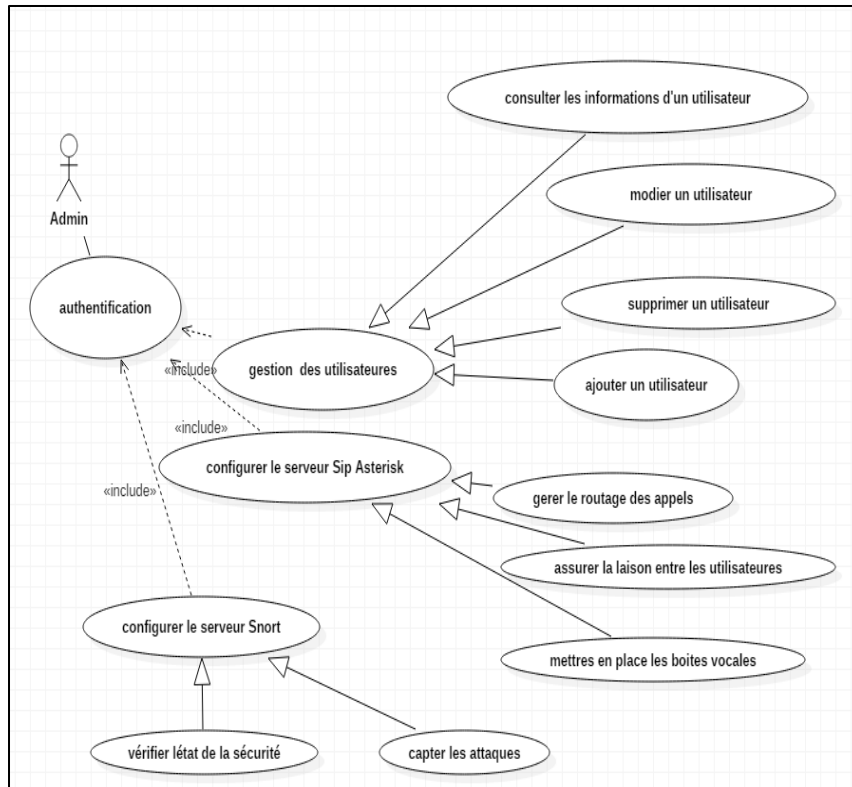 consulter les informations d'un utilisateur
modier un utilisateur
Admin
supprimer un utilisateur
authentification
gestion des utilisateures
«include»
ajouter un utilisateur
«include»
configurer le serveur Sip Asterisk
«include»
gerer le routage des appels
assurer la laison entre les utilisateures
configurer le serveur Snort
mettres en place les boites vocales
vérifier létat de la sécurité
capter les attaques